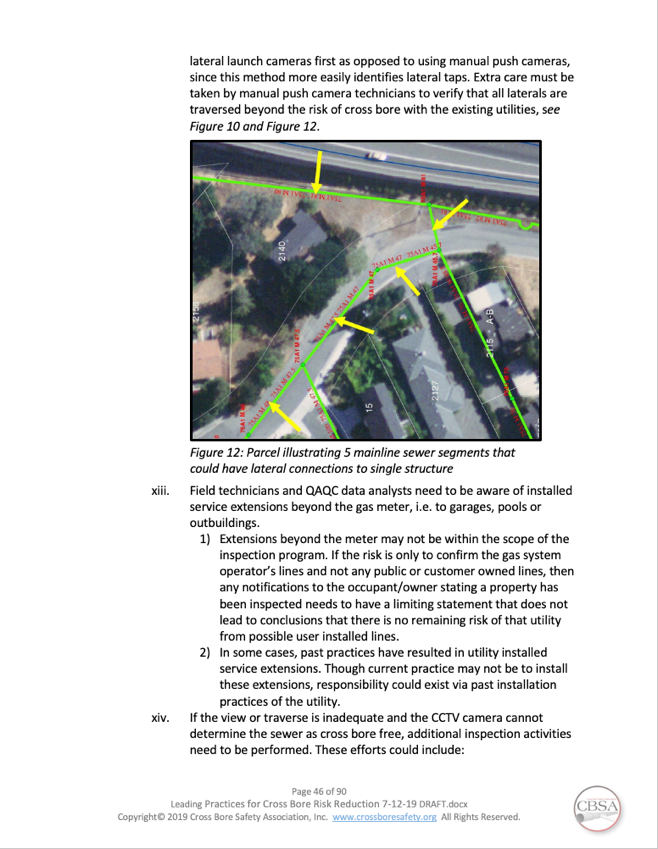 lateral launch cameras first as opposed to using manual push cameras,
since this method more easily identifies lateral taps. Extra care must be
taken by manual push camera technicians to verify that all laterals are
traversed beyond the risk of cross bore with the existing utilities, see
Figure 10 and Figure 12.
2140
15
2127
2115 A-B
Figure 12: Parcel illustrating 5 mainline sewer segments that
could have lateral connections to single structure
xiii. Field technicians and QAQC data analysts need to be aware of installed
service extensions beyond the gas meter, i.e. to garages, pools or
outbuildings.
1) Extensions beyond the meter may not be within the scope of the
inspection program. If the risk is only to confirm the gas system
operator's lines and not any public or customer owned lines, then
any notifications to the occupant/owner stating a property has
been inspected needs to have a limiting statement that does not
lead to conclusions that there is no remaining risk of that utility
from possible user installed lines.
2) In some cases, past practices have resulted in utility installed
service extensions. Though current practice may not be to install
these extensions, responsibility could exist via past installation
practices of the utility.
xiv. If the view or traverse is inadequate and the CCTV camera cannot
determine the sewer as cross bore free, additional inspection activities
need to be performed. These efforts could include:
Page 46 of 90
Leading Practices for Cross Bore Risk Reduction 7-12-19 DRAFT.docx
Copyright© 2019 Cross Bore Safety Association, Inc. www.crossboresafety.org All Rights Reserved.
CBSA